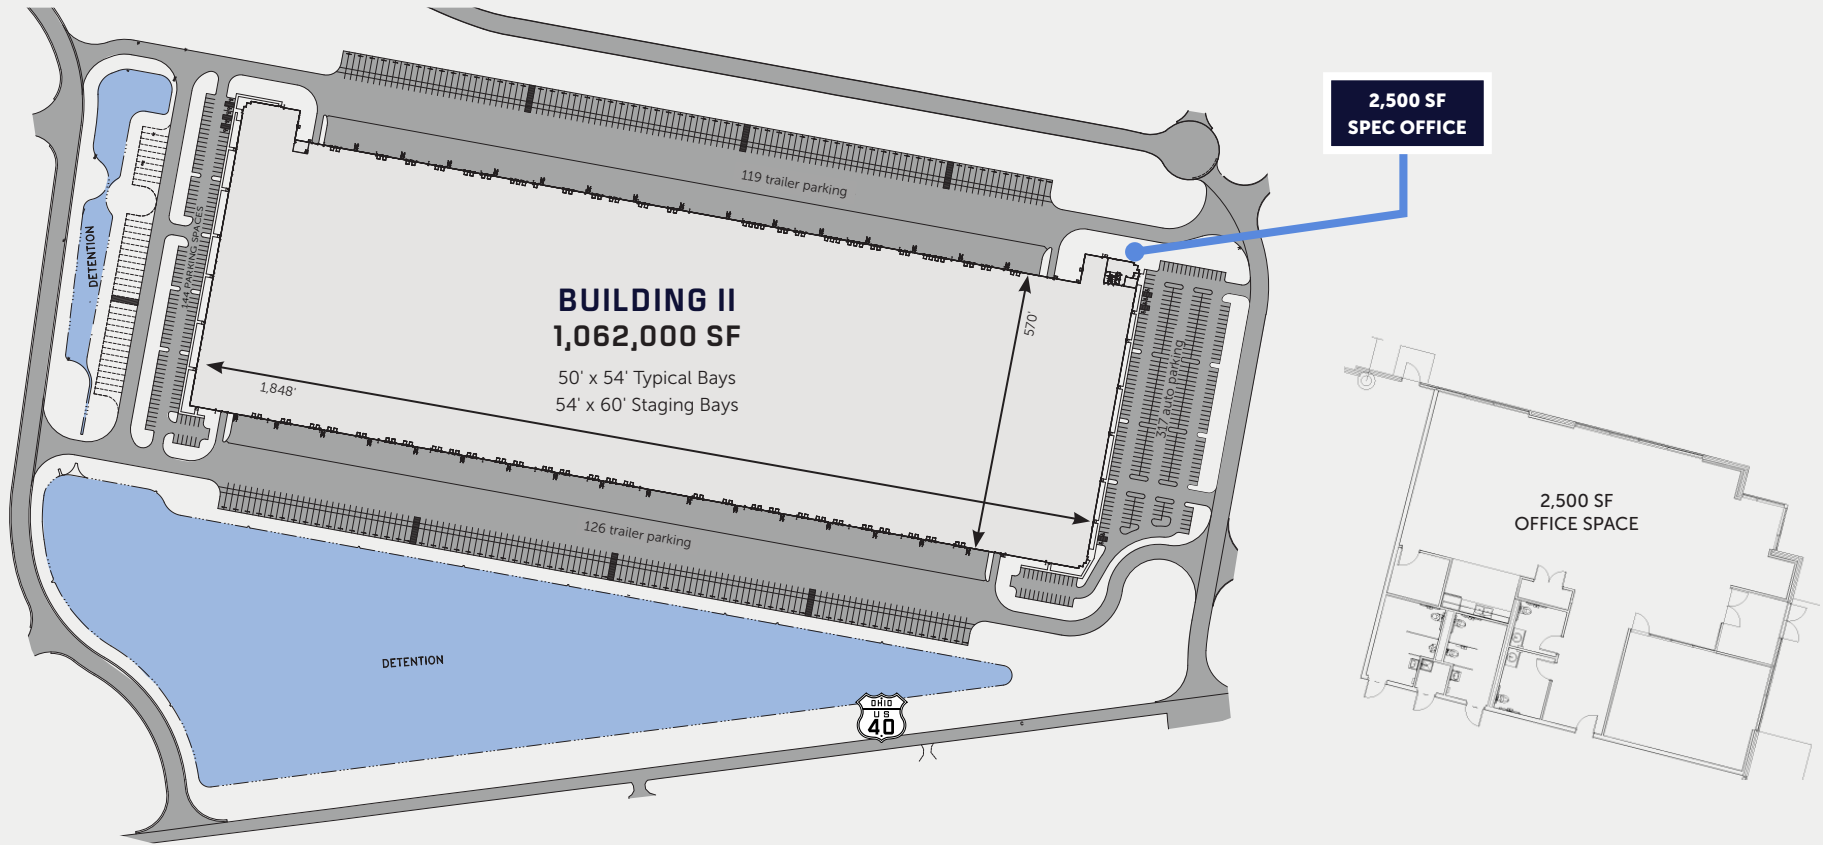 2,500 SF
SPEC OFFICE
119 trailer parking
144 PARKING SPACES
DETENTION
BUILDING II
1,062,000 SF
50' x 54' Typical Bays
54' x 60' Staging Bays
570'
1,848'
317 auto parking
126 trailer parking
DETENTION
OHIO
US
40
2,500 SF
OFFICE SPACE